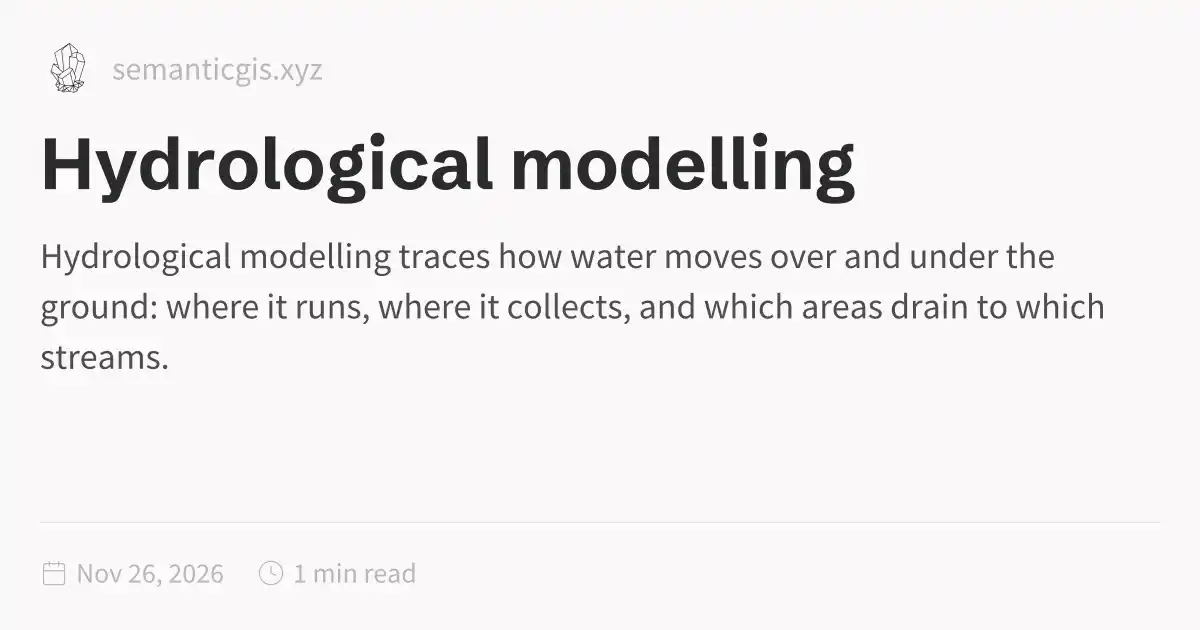 semanticgis.xyz
Hydrological modelling
Hydrological modelling traces how water moves over and under the
ground: where it runs, where it collects, and which areas drain to which
streams.
Nov 26, 2026 1 min read